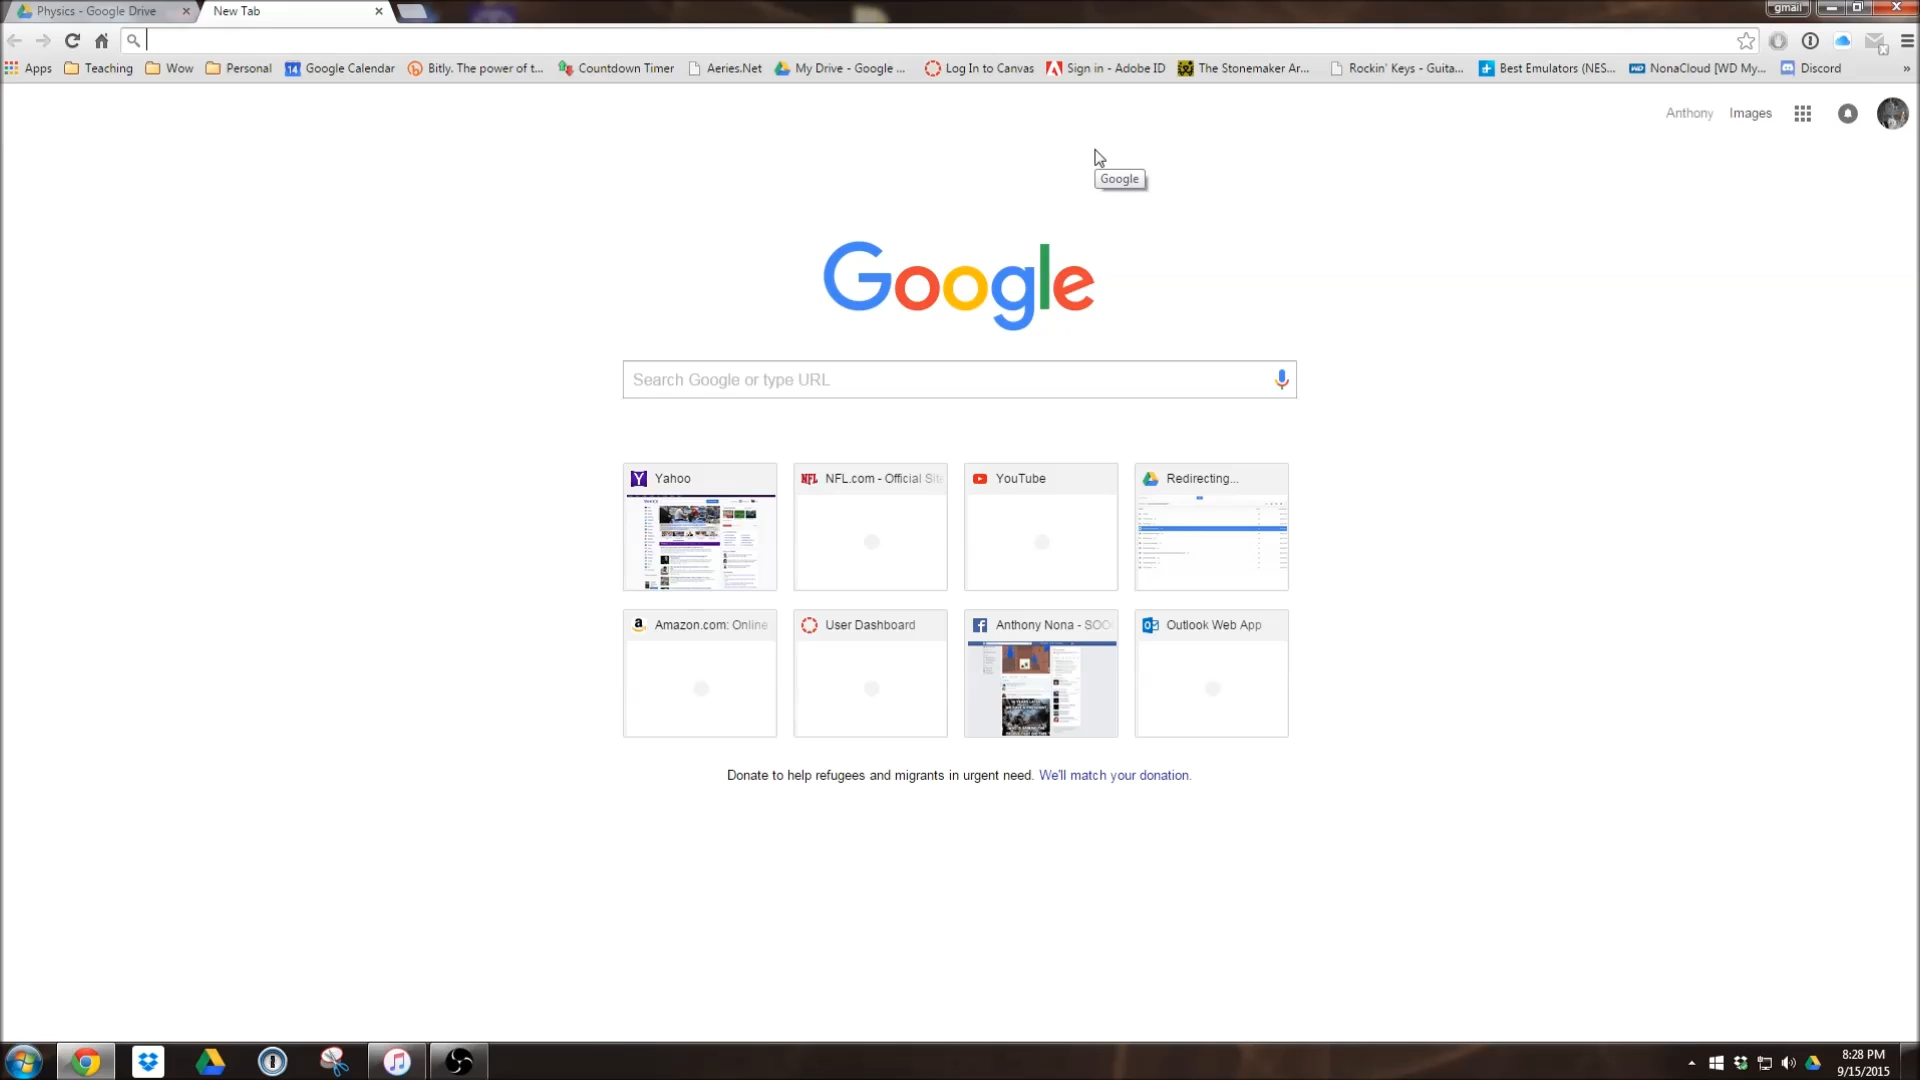 Physics - Google Drive
New Tab
gmail
Apps Teaching Wow Personal Google Calendar Bitly. The power of t... Countdown Timer Aeries.Net My Drive - Google ... Log In to Canvas Sign in - Adobe ID The Stonemaker Ar... Rockin' Keys - Guita... Best Emulators (NES... NonaCloud [WD My... Discord »
Anthony Images
Google
Google
Search Google or type URL
Yahoo NFL.com - Official Site YouTube Redirecting...
Amazon.com: Online User Dashboard Anthony Nona - SOO Outlook Web App
Donate to help refugees and migrants in urgent need. We'll match your donation.
8:28 PM
9/15/2015